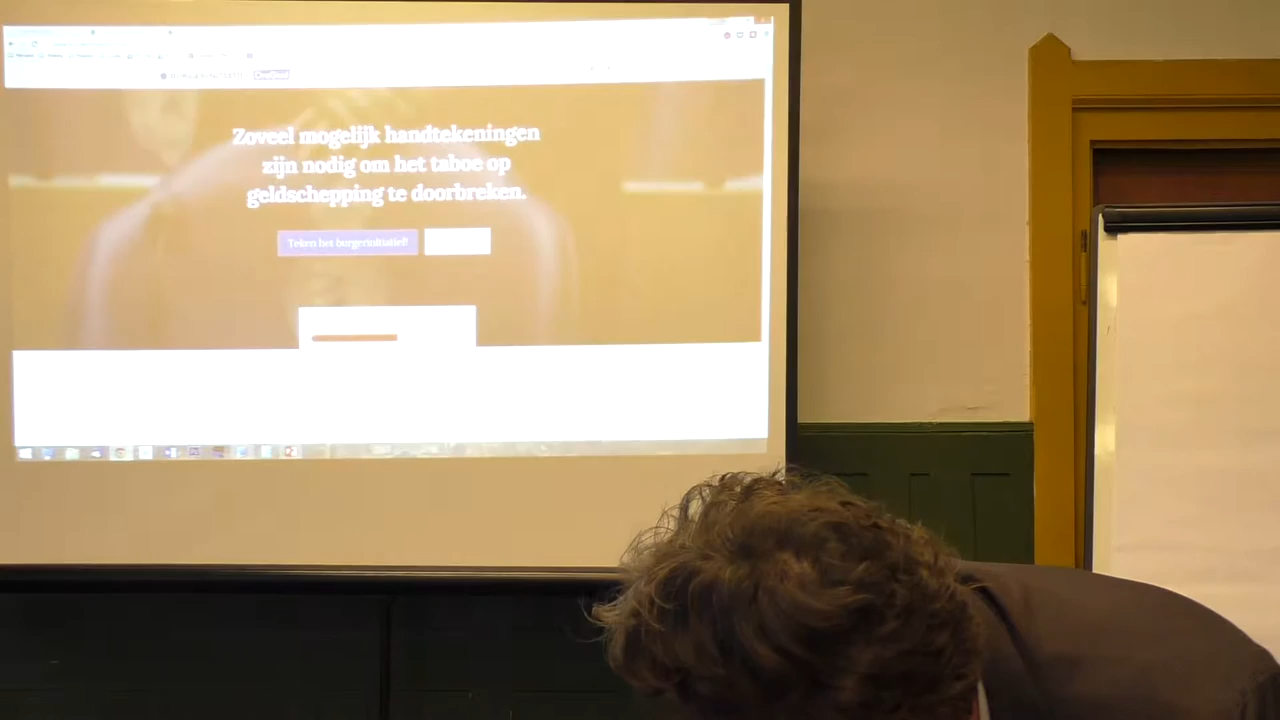 Zoveel mogelijk handtekeningen
zijn nodig om het taboe op
geldschepping te doorbreken.
Teken het burgerinitiatief!